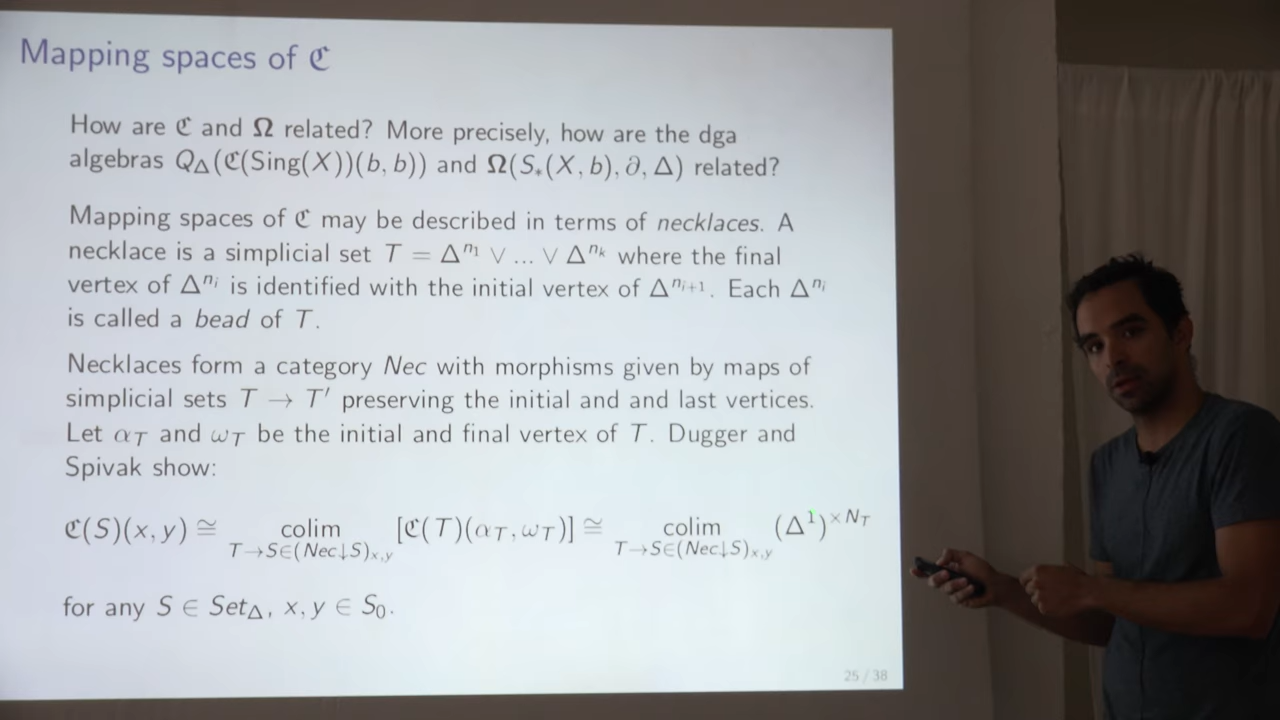 Mapping spaces of ℭ
How are ℭ and Ω related? More precisely, how are the dga
algebras Q_Δ(ℭ(Sing(X))(b, b)) and Ω(S_*(X, b), ∂, Δ) related?
Mapping spaces of ℭ may be described in terms of necklaces. A
necklace is a simplicial set T = Δ^{n_1} ∨ ... ∨ Δ^{n_k} where the final
vertex of Δ^{n_i} is identified with the initial vertex of Δ^{n_{i+1}}. Each Δ^{n_i}
is called a bead of T.
Necklaces form a category Nec with morphisms given by maps of
simplicial sets T → T′ preserving the initial and and last vertices.
Let α_T and ω_T be the initial and final vertex of T. Dugger and
Spivak show:
ℭ(S)(x, y) ≅ colim_{T→S∈(Nec↓S)_{x,y}} [ℭ(T)(α_T, ω_T)] ≅ colim_{T→S∈(Nec↓S)_{x,y}} (Δ^1)^{×N_T}
for any S ∈ Set_Δ, x, y ∈ S_0.
25 / 38